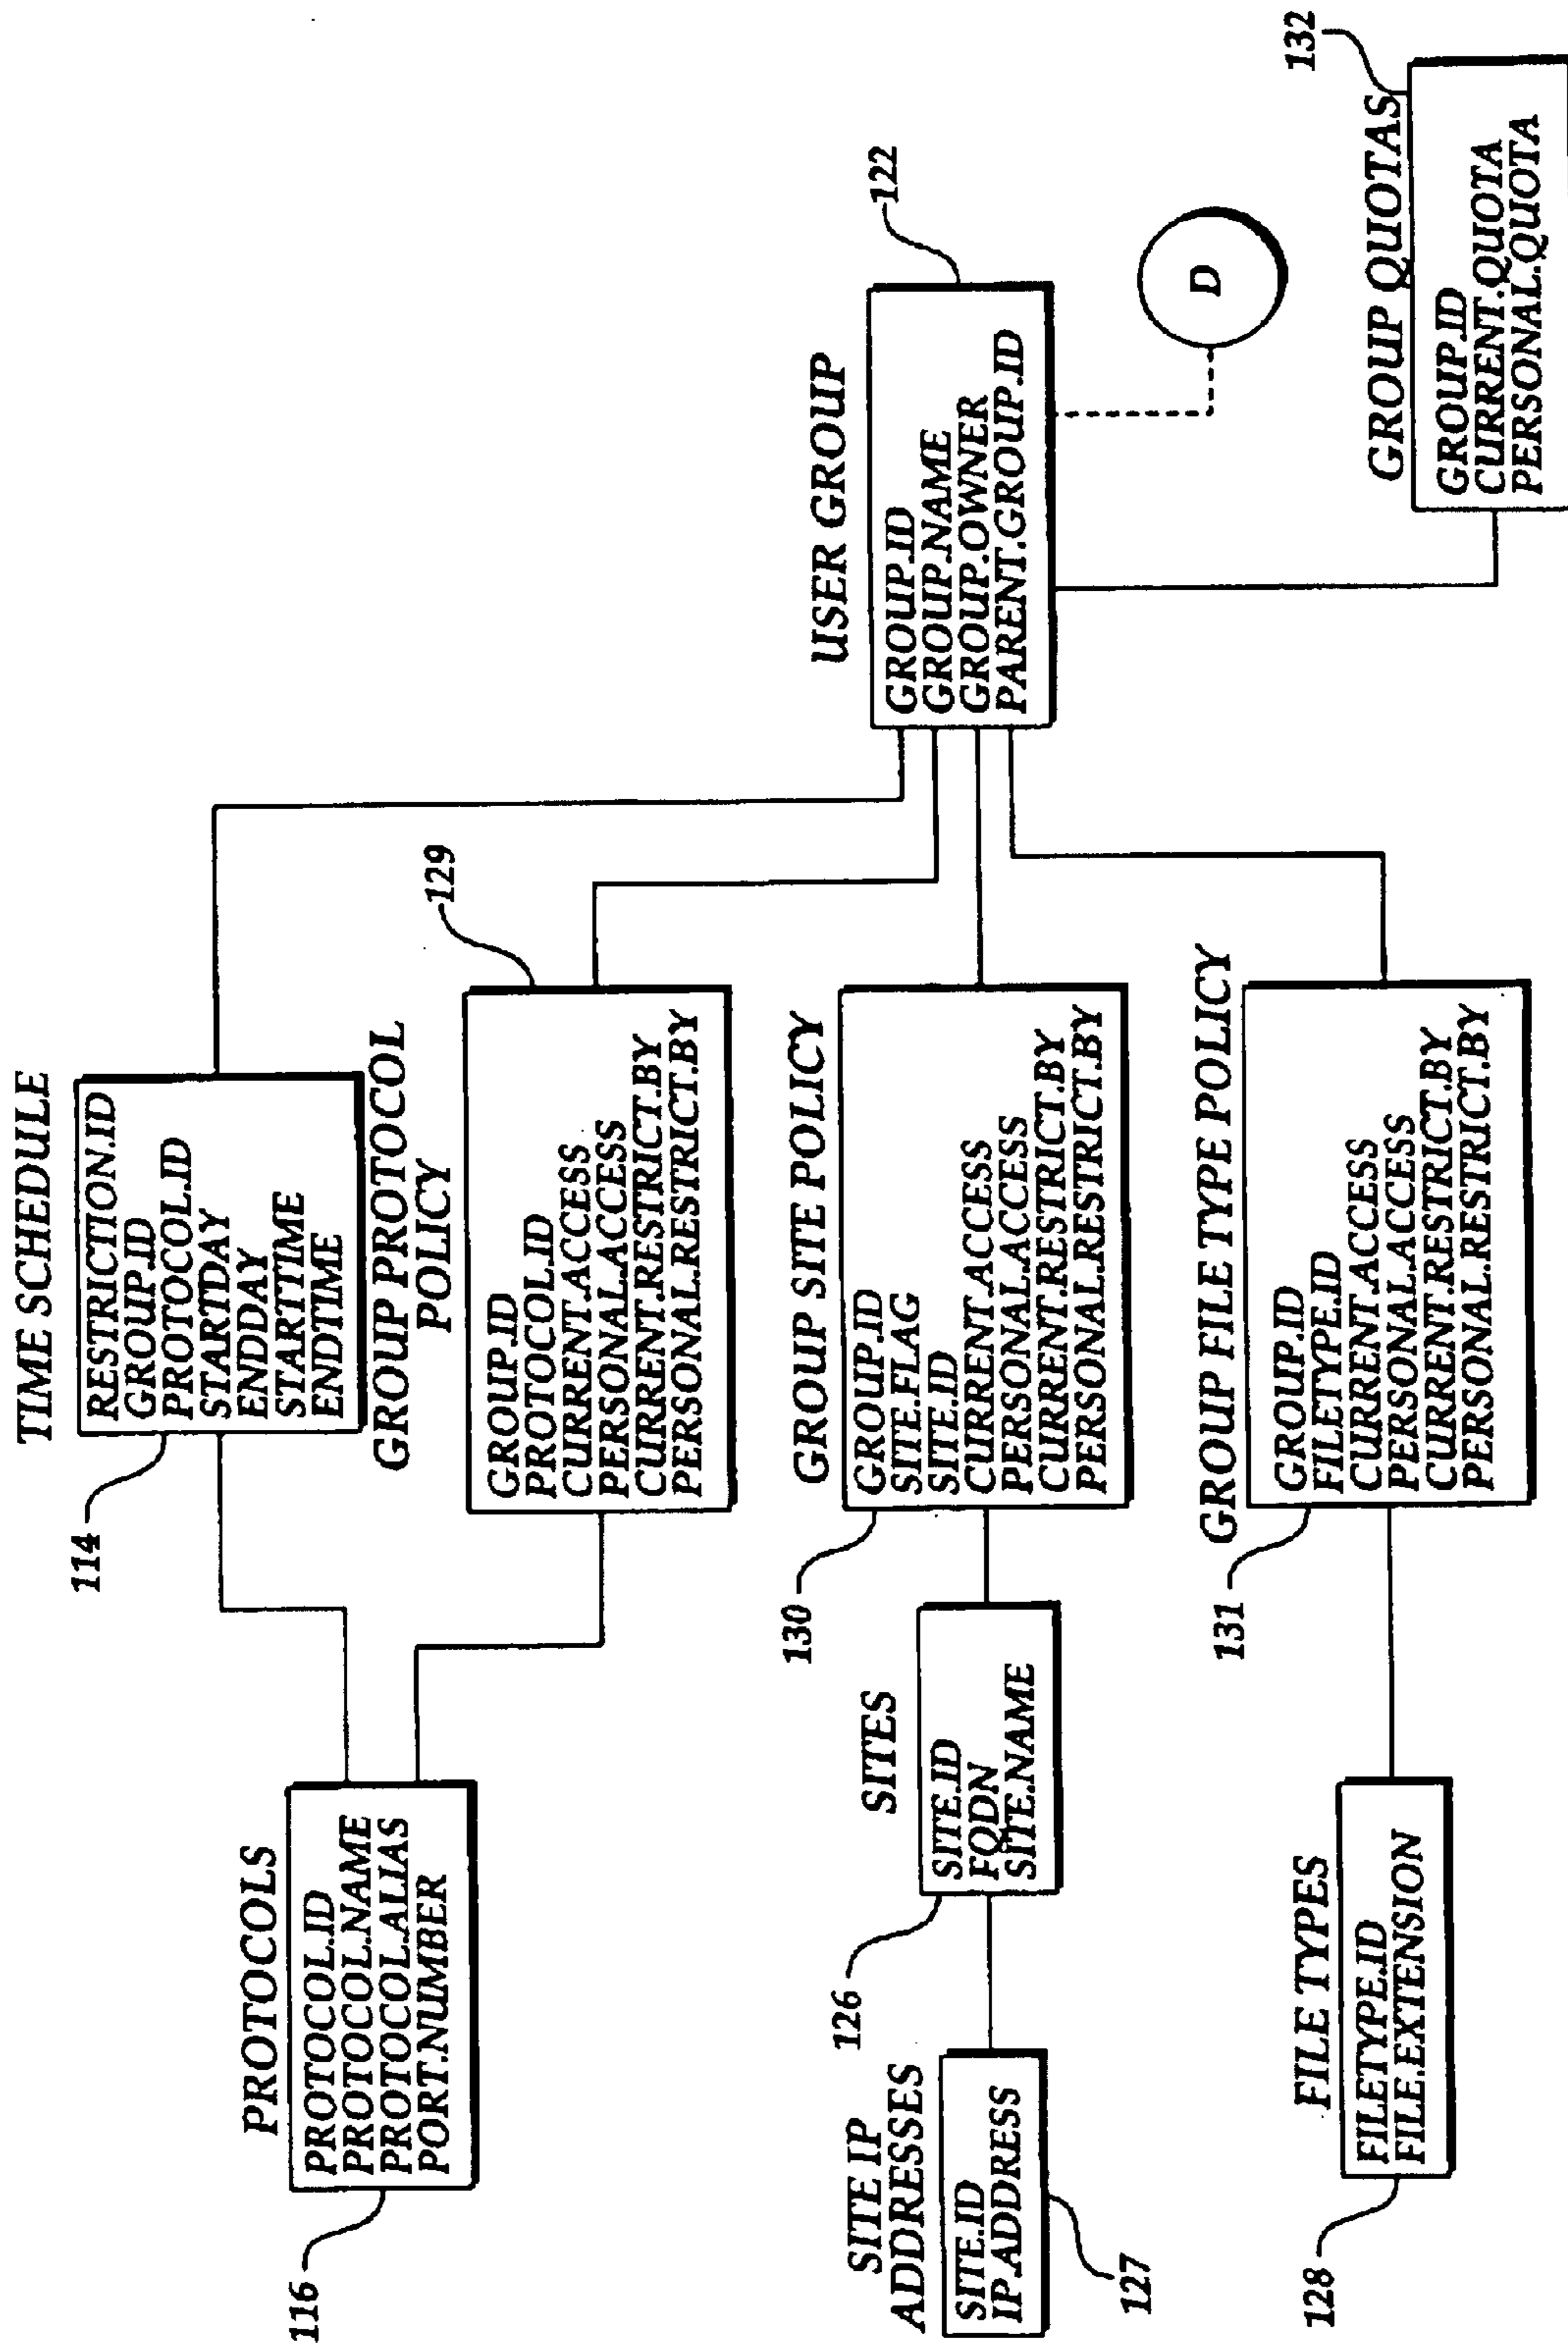 TIME SCHEDULE
114
RESTRICTION.ID
GROUP.ID
PROTOCOL.ID
STARTDAY
ENDDAY
STARTTIME
ENDTIME
PROTOCOLS
116
PROTOCOL.ID
PROTOCOL.NAME
PROTOCOL.ALIAS
PORT.NUMBER
GROUP PROTOCOL
POLICY
129
GROUP.ID
PROTOCOL.ID
CURRENT.ACCESS
PERSONAL.ACCESS
CURRENT.RESTRICT.BY
PERSONAL.RESTRICT.BY
SITE IP
ADDRESSES
127
SITE.ID
IP.ADDRESS
SITES
126
SITE.ID
FQDN
SITE.NAME
GROUP SITE POLICY
130
GROUP.ID
SITE.FLAG
SITE.ID
CURRENT.ACCESS
PERSONAL.ACCESS
CURRENT.RESTRICT.BY
PERSONAL.RESTRICT.BY
USER GROUP
122
GROUP.ID
GROUP.NAME
GROUP.OWNER
PARENT.GROUP.ID
D
FILE TYPES
128
FILETYPE.ID
FILE.EXTENSION
GROUP FILE TYPE POLICY
131
GROUP.ID
FILETYPE.ID
CURRENT.ACCESS
PERSONAL.ACCESS
CURRENT.RESTRICT.BY
PERSONAL.RESTRICT.BY
GROUP QUOTAS
132
GROUP.ID
CURRENT.QUOTA
PERSONAL.QUOTA